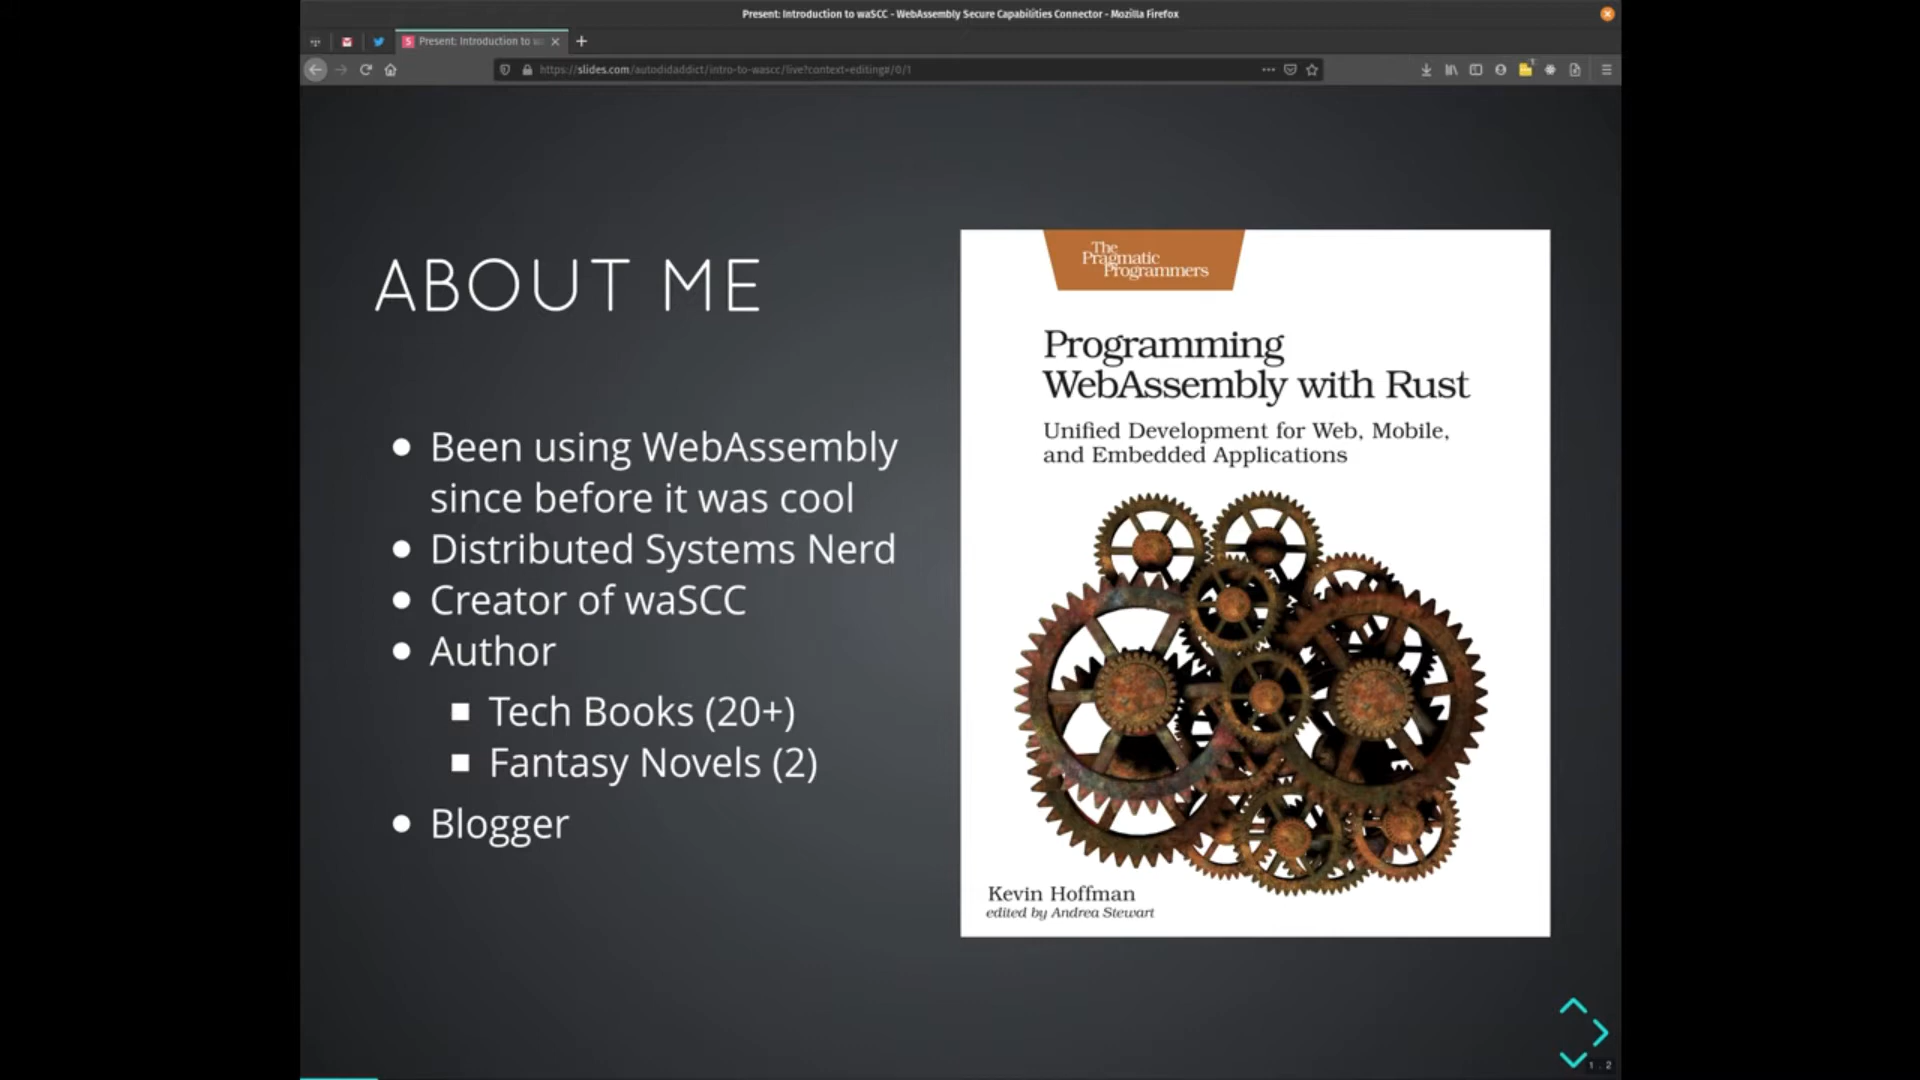 Present: Introduction to waSCC - WebAssembly Secure Capabilities Connector - Mozilla Firefox
Present: Introduction to
https://slides.com/autodidaddict/intro-to-wascc/live?context=editing#/0/1
ABOUT ME
Been using WebAssembly
since before it was cool
Distributed Systems Nerd
Creator of waSCC
Author
Tech Books (20+)
Fantasy Novels (2)
Blogger
The
Pragmatic
Programmers
Programming
WebAssembly with Rust
Unified Development for Web, Mobile,
and Embedded Applications
Kevin Hoffman
edited by Andrea Stewart
1 . 2